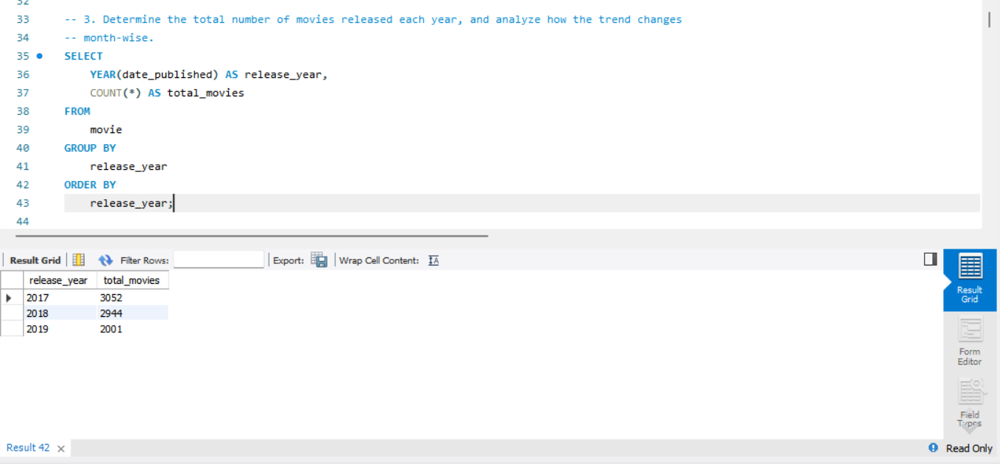 32
33 -- 3. Determine the total number of movies released each year, and analyze how the trend changes
34 -- month-wise.
35 SELECT
36 YEAR(date_published) AS release_year,
37 COUNT(*) AS total_movies
38 FROM
39 movie
40 GROUP BY
41 release_year
42 ORDER BY
43 release_year;
44
Result Grid Filter Rows: Export: Wrap Cell Content: IA
release_year total_movies
2017 3052
2018 2944
2019 2001
Result
Grid
Form
Editor
Field
Types
Result 42 × Read Only